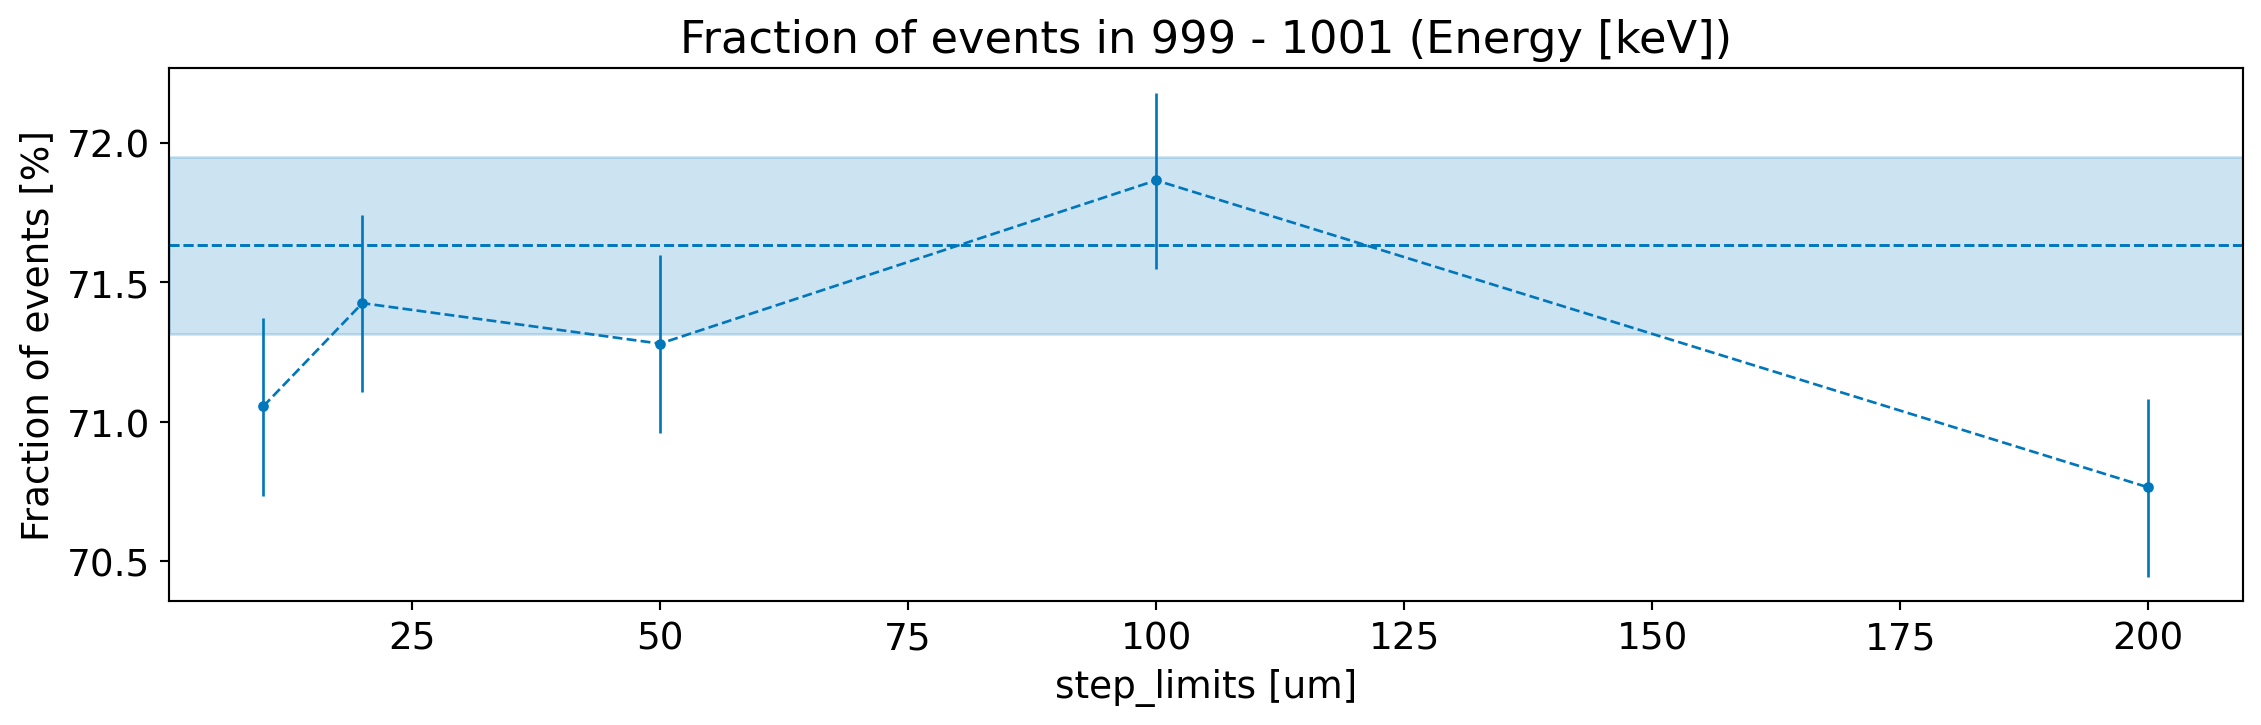 Fraction of events in 999 - 1001 (Energy [keV])
Fraction of events [%]
72.0
71.5
71.0
70.5
25 50 75 100 125 150 175 200
step_limits [um]